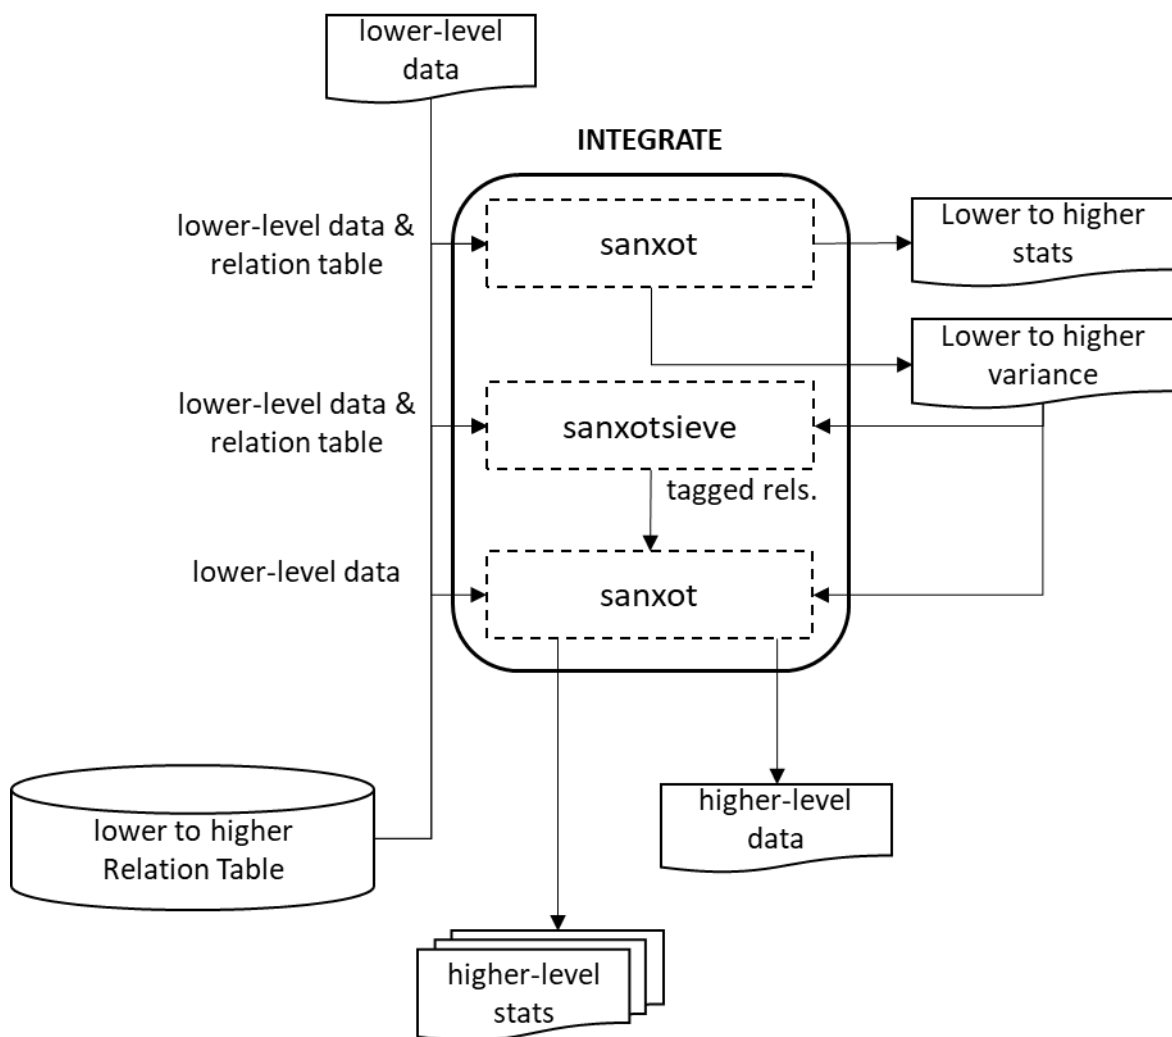 lower-level
data
INTEGRATE
lower-level data &
relation table
sanxot
Lower to higher
stats
Lower to higher
variance
lower-level data &
relation table
sanxotsieve
tagged rels.
lower-level data
sanxot
higher-level
data
lower to higher
Relation Table
higher-level
stats